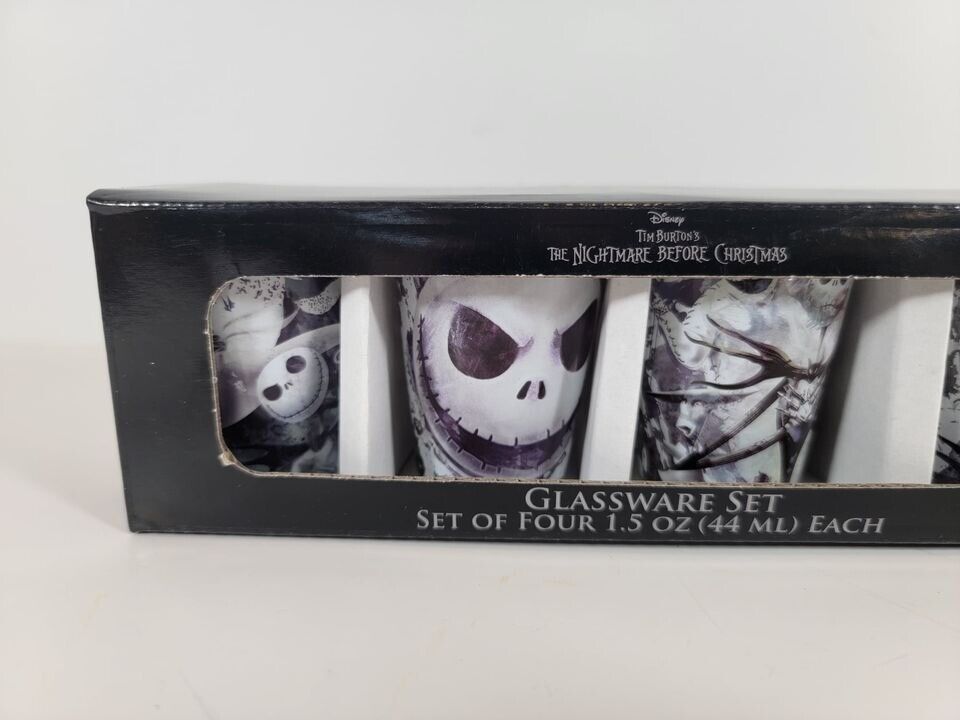 Disney
Tim Burton's
The Nightmare Before Christmas
Glassware Set
Set of Four 1.5 oz (44 ml) Each